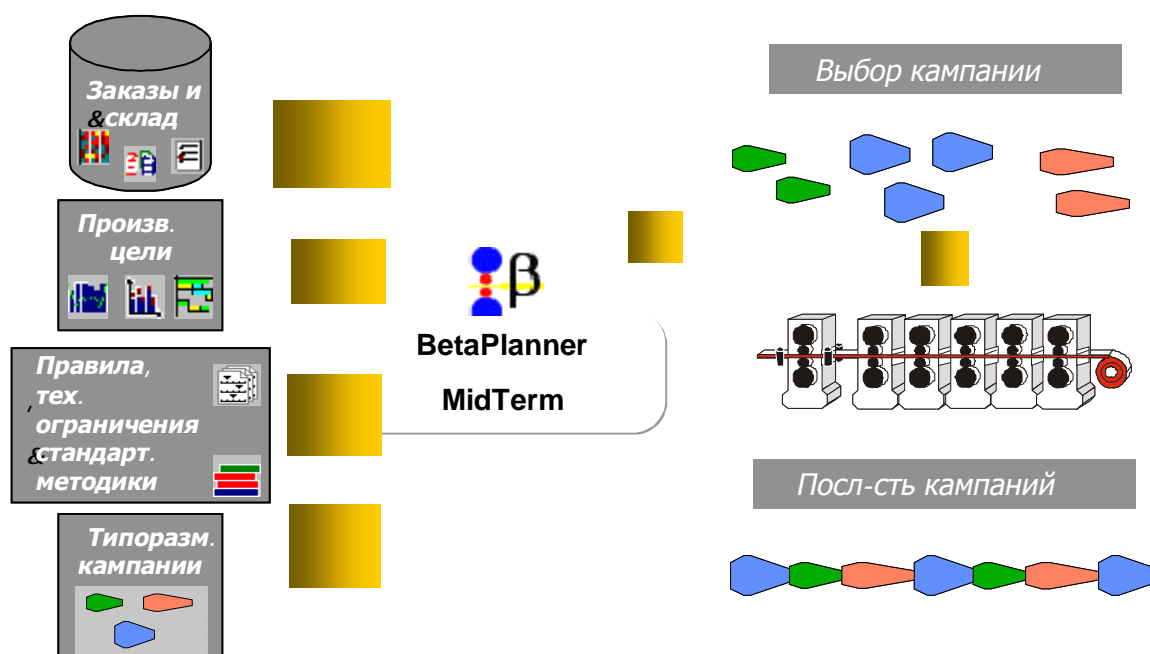 Заказы и
&склад
Произв.
цели
Правила,
, тех.
ограничения
& стандарт.
методики
Типоразм.
кампании
β
BetaPlanner
MidTerm
Выбор кампании
Посл-сть кампаний